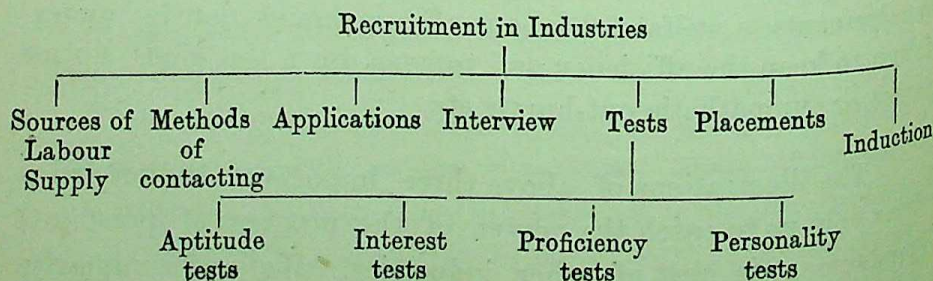 Recruitment in Industries
Sources of Labour Supply
Methods of contacting
Applications
Interview
Tests
Placements
Induction
Aptitude tests
Interest tests
Proficiency tests
Personality tests